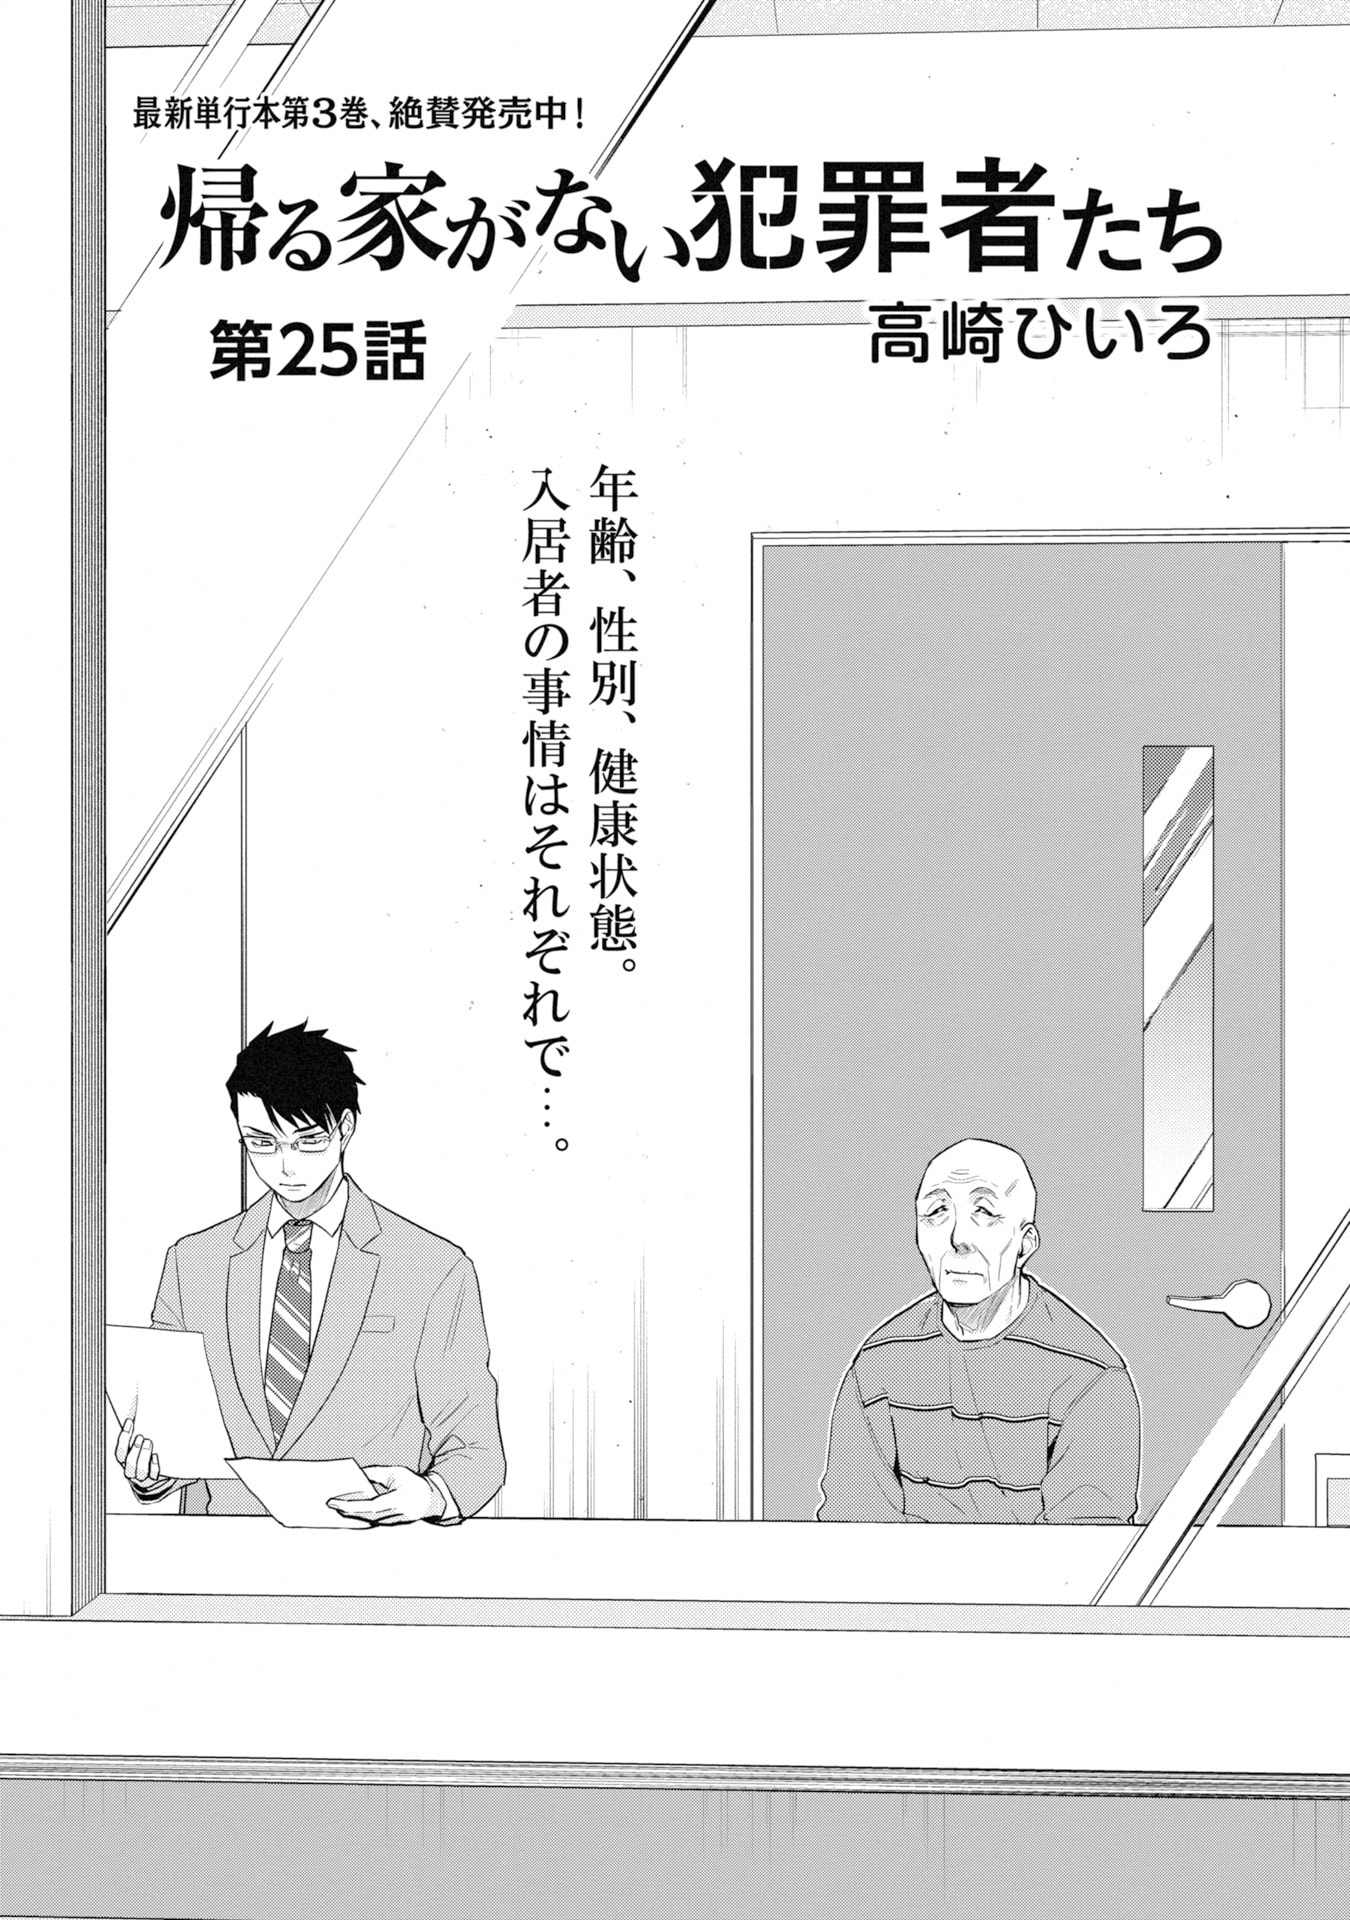 最新単行本第3巻、絶賛発売中！
帰る家がない犯罪者たち
高崎ひいろ
第25話
年齢、性別、健康状態。
入居者の事情はそれぞれで…。